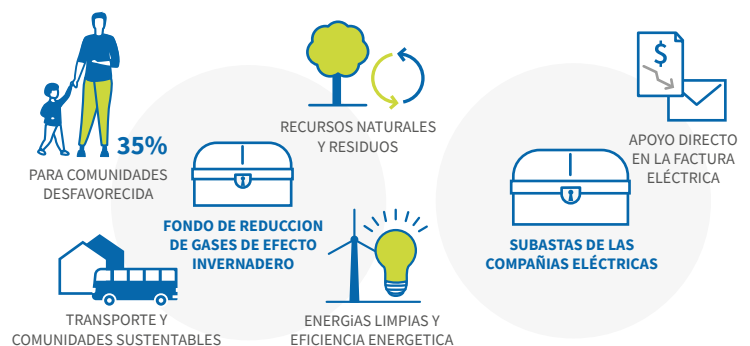 35%
PARA COMUNIDADES
DESFAVORECIDA
RECURSOS NATURALES
Y RESIDUOS
FONDO DE REDUCCION
DE GASES DE EFECTO
INVERNADERO
TRANSPORTE Y
COMUNIDADES SUSTENTABLES
ENERGiAS LIMPIAS Y
EFICIENCIA ENERGETICA
$
APOYO DIRECTO
EN LA FACTURA
ELÉCTRICA
SUBASTAS DE LAS
COMPAÑIAS ELÉCTRICAS